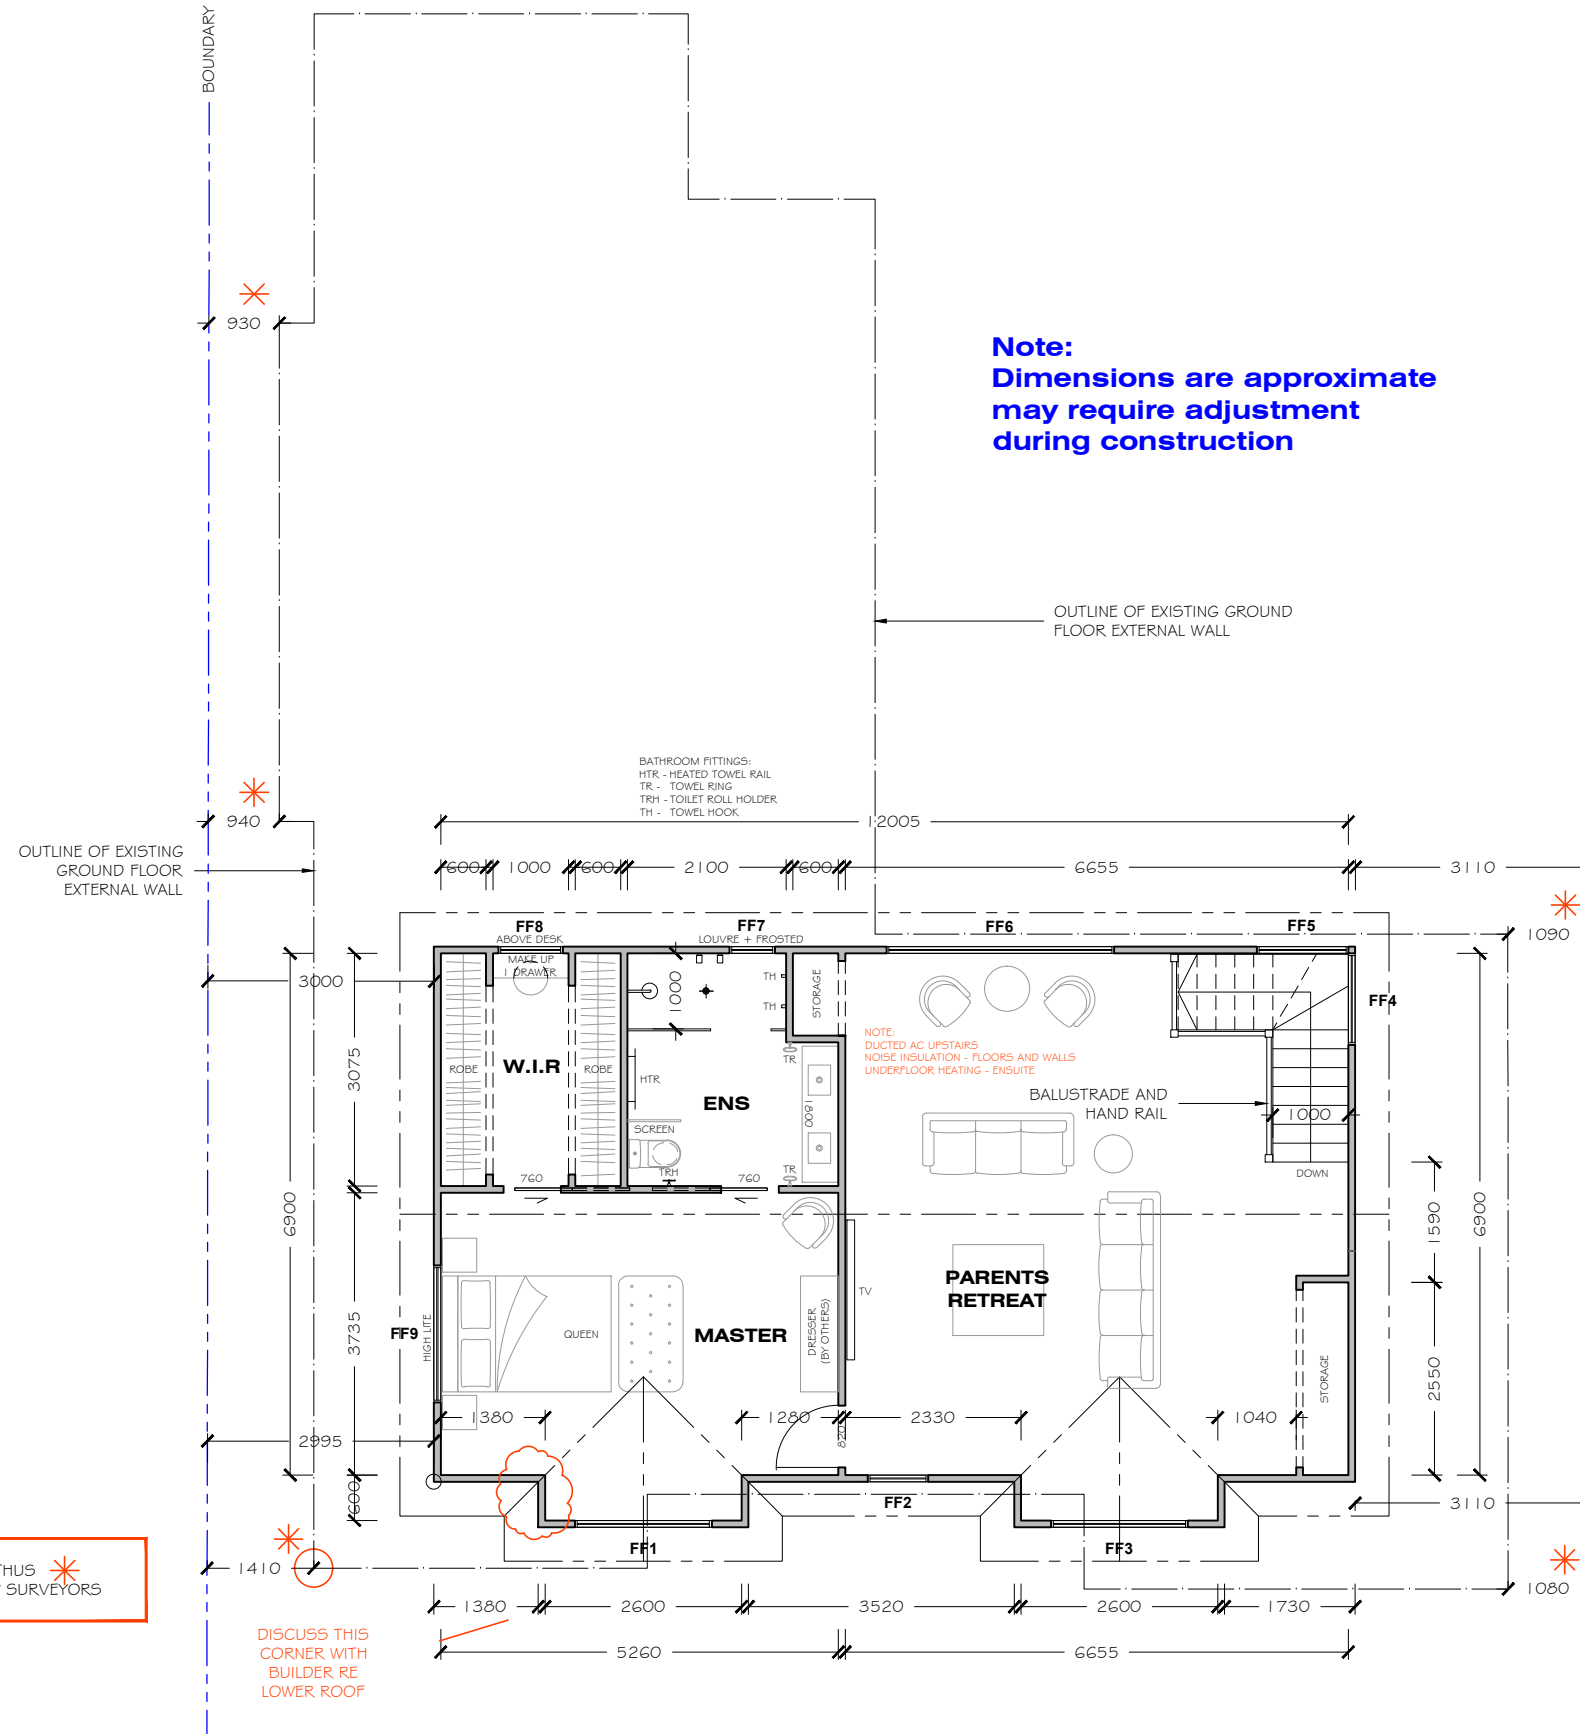 BOUNDARY
930
Note:
Dimensions are approximate
may require adjustment
during construction
OUTLINE OF EXISTING GROUND
FLOOR EXTERNAL WALL
BATHROOM FITTINGS:
HTR - HEATED TOWEL RAIL
TR - TOWEL RING
TRH - TOILET ROLL HOLDER
TH - TOWEL HOOK
940
12005
OUTLINE OF EXISTING
GROUND FLOOR
EXTERNAL WALL
600
1000
600
2100
600
6655
3110
FF8
ABOVE DESK
FF7
LOUVRE + FROSTED
FF6
FF5
1090
MAKE UP
1 DRAWER
3000
1000
TH
TH
STORAGE
FF4
NOTE:
DUCTED AC UPSTAIRS
NOISE INSULATION - FLOORS AND WALLS
UNDERFLOOR HEATING - ENSUITE
3075
ROBE
W.I.R
ROBE
HTR
TR
ENS
1800
BALUSTRADE AND
HAND RAIL
1000
SCREEN
TRH
TR
DOWN
760
760
6900
1590
6900
PARENTS
RETREAT
TV
3735
FF9
HIGH LITE
QUEEN
MASTER
DRESSER
(BY OTHERS)
STORAGE
2550
1380
1280
820
2330
1040
2995
600
FF2
3110
FF1
FF3
1410
1080
THUS
SURVEYORS
1380
2600
3520
2600
1730
DISCUSS THIS
CORNER WITH
BUILDER RE
LOWER ROOF
5260
6655